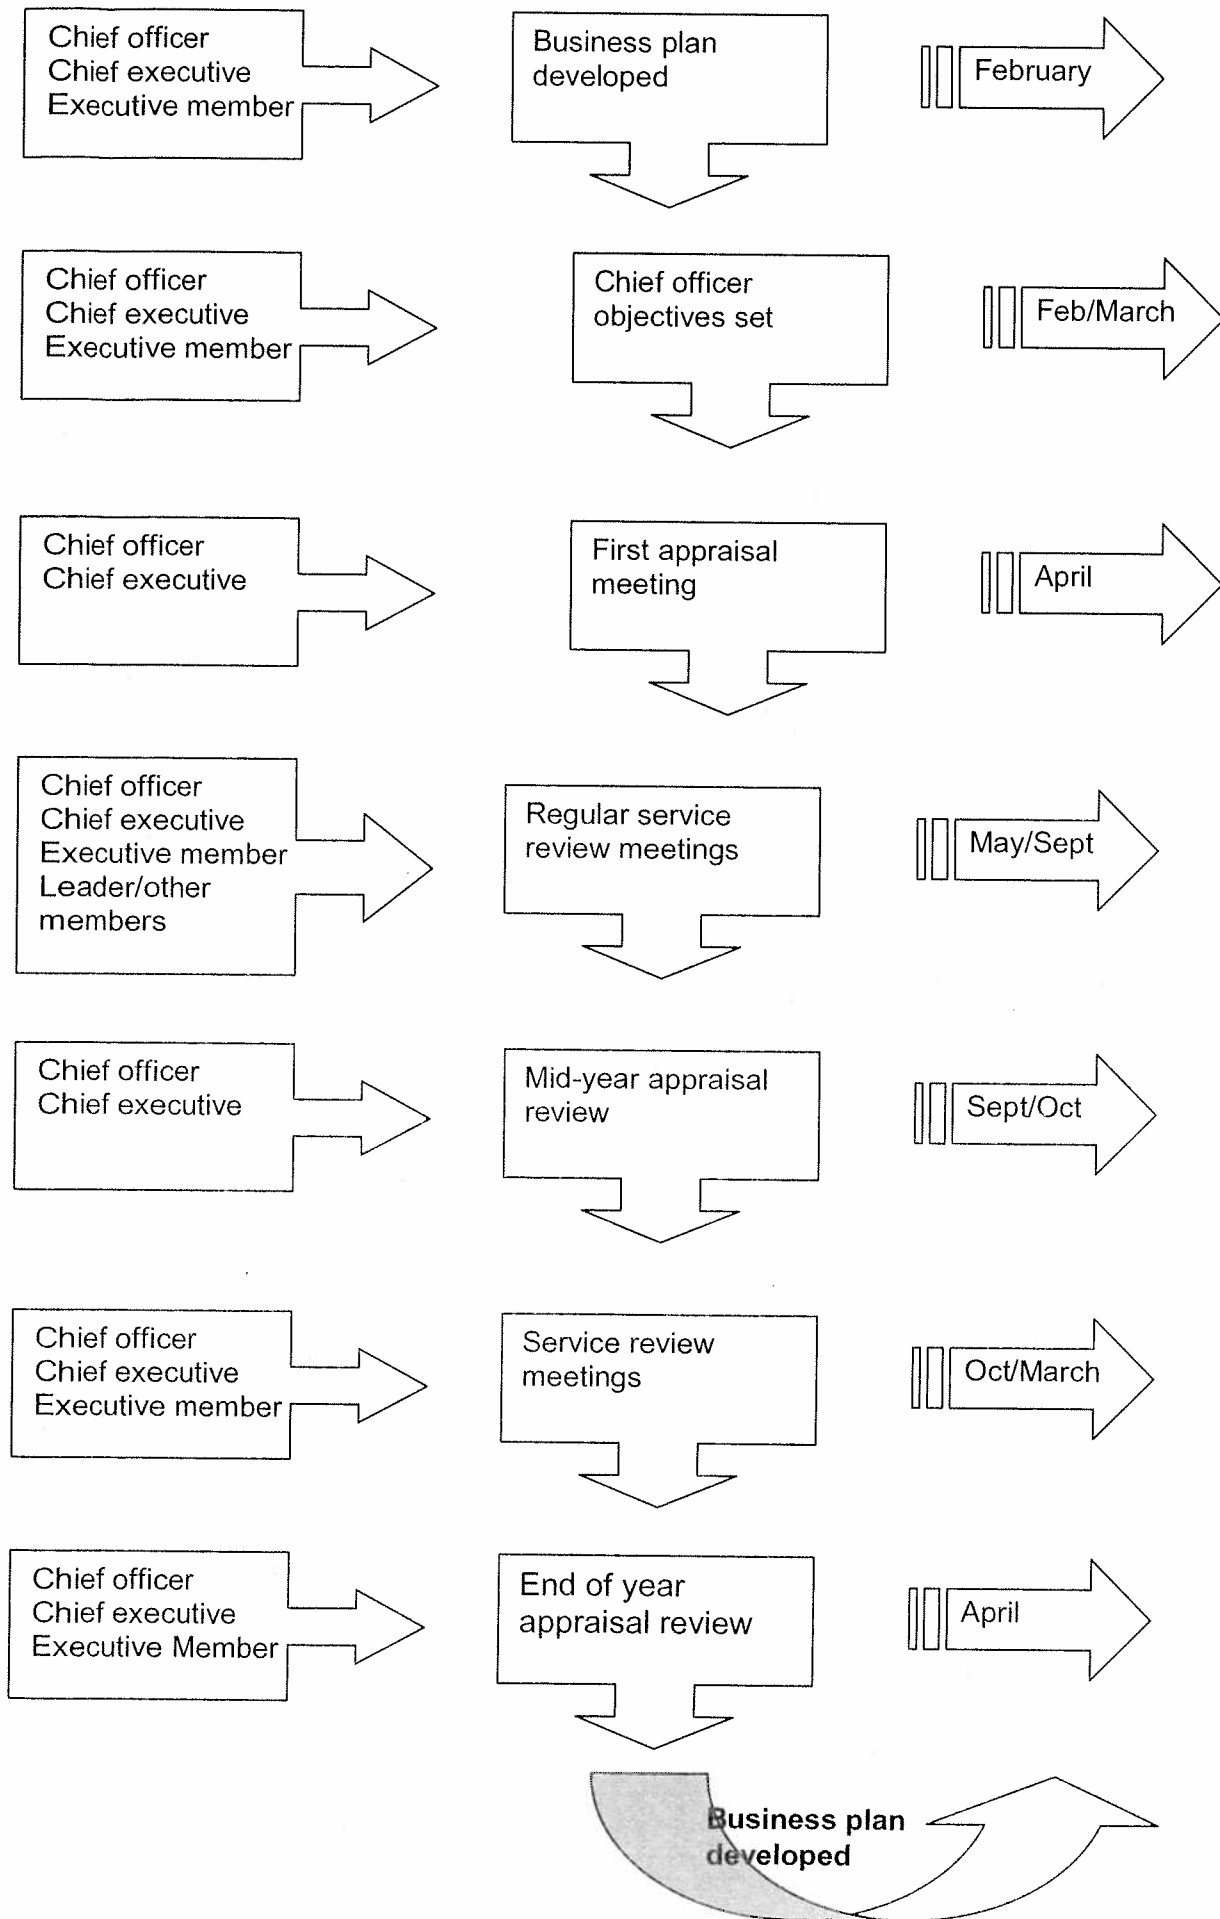 Chief officer
Chief executive
Executive member
Business plan
developed
February
Chief officer
Chief executive
Executive member
Chief officer
objectives set
Feb/March
Chief officer
Chief executive
First appraisal
meeting
April
Chief officer
Chief executive
Executive member
Leader/other
members
Regular service
review meetings
May/Sept
Chief officer
Chief executive
Mid-year appraisal
review
Sept/Oct
Chief officer
Chief executive
Executive member
Service review
meetings
Oct/March
Chief officer
Chief executive
Executive Member
End of year
appraisal review
April
Business plan
developed